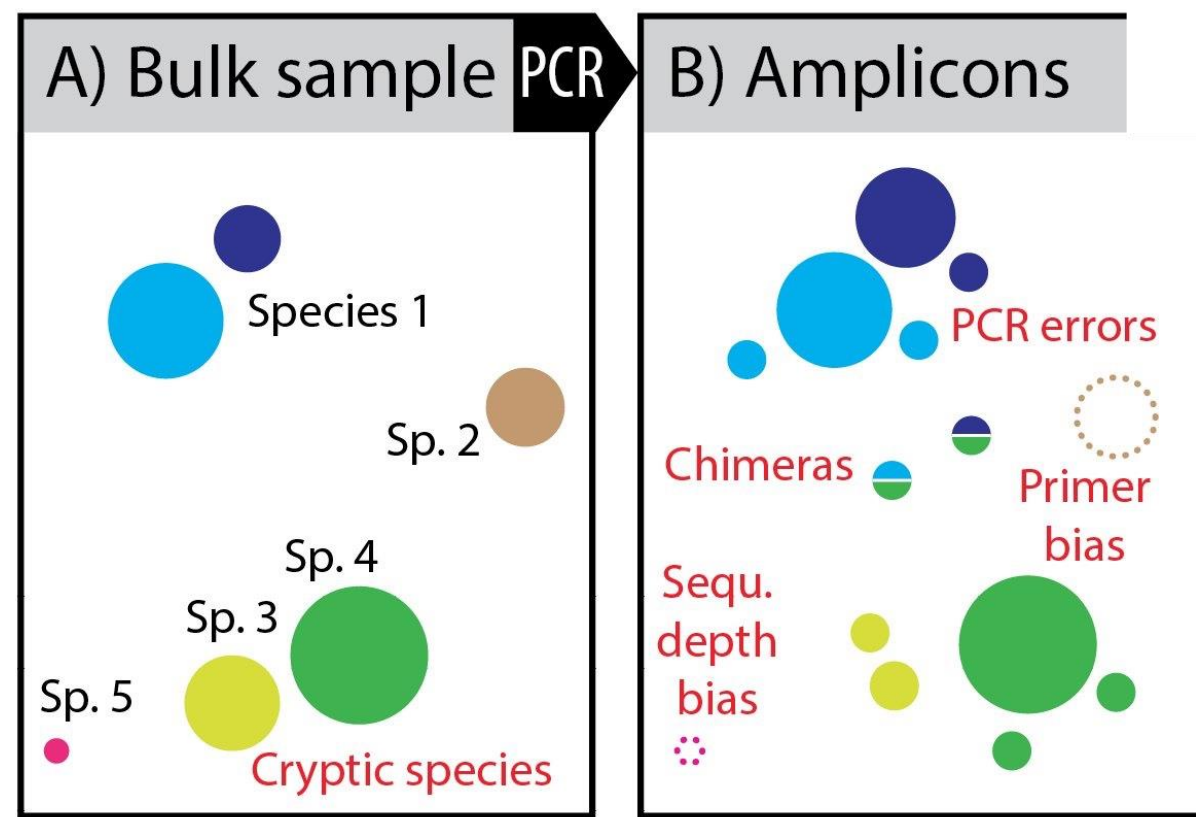 A) Bulk sample
PCR
B) Amplicons
Species 1
Sp. 2
Sp. 4
Sp. 3
Sp. 5
Cryptic species
PCR errors
Chimeras
Primer
bias
Sequ.
depth
bias